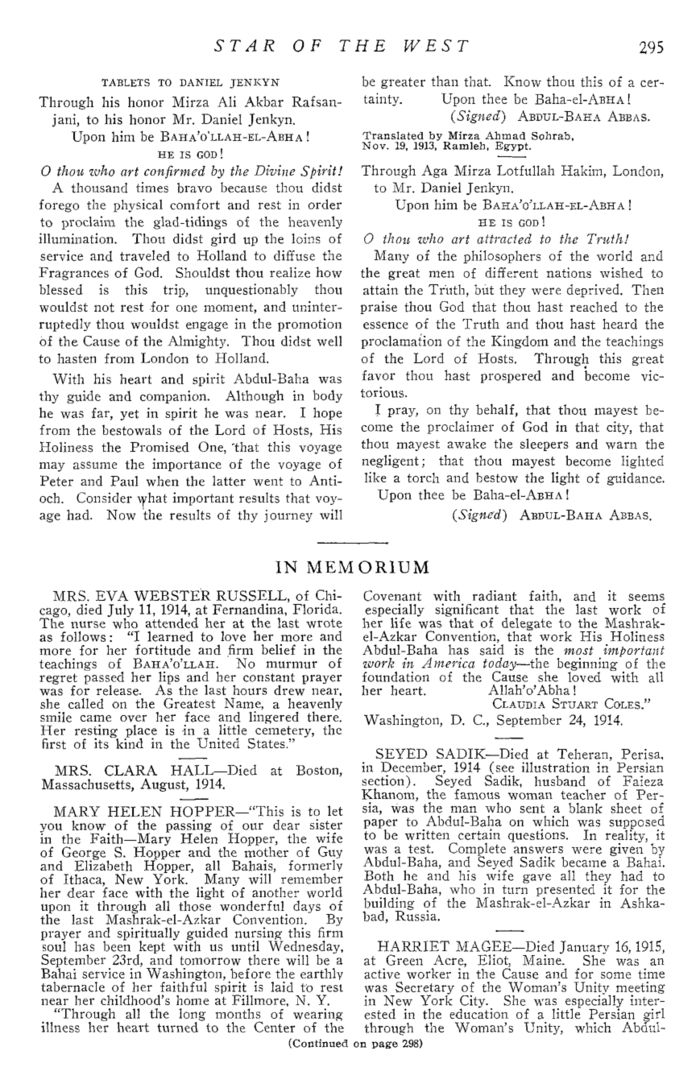 STAR OF THE WEST 295
TABLETS TO DANIEL JENKYN
Through his honor Mirza Ali Akbar Rafsan-
jani, to his honor Mr. Daniel Jenkyn.
Upon him be BAHA'O'LLAH-EL-ABHA!
HE IS GOD!
O thou who art confirmed by the Divine Spirit!
A thousand times bravo because thou didst
forego the physical comfort and rest in order
to proclaim the glad-tidings of the heavenly
illumination. Thou didst gird up the loins of
service and traveled to Holland to diffuse the
Fragrances of God. Shouldst thou realize how
blessed is this trip, unquestionably thou
wouldst not rest for one moment, and uninter-
ruptedly thou wouldst engage in the promotion
of the Cause of the Almighty. Thou didst well
to hasten from London to Holland.
With his heart and spirit Abdul-Baha was
thy guide and companion. Although in body
he was far, yet in spirit he was near. I hope
from the bestowals of the Lord of Hosts, His
Holiness the Promised One, that this voyage
may assume the importance of the voyage of
Peter and Paul when the latter went to Anti-
och. Consider what important results that voy-
age had. Now the results of thy journey will
be greater than that. Know thou this of a cer-
tainty. Upon thee be Baha-el-ABHA!
(Signed) ABDUL-BAHA ABBAS.
Translated by Mirza Ahmad Sohrab,
Nov. 19, 1913, Ramleh, Egypt.
Through Aga Mirza Lotfullah Hakim, London,
to Mr. Daniel Jenkyn.
Upon him be BAHA'O'LLAH-EL-ABHA!
HE IS GOD!
O thou who art attracted to the Truth!
Many of the philosophers of the world and
the great men of different nations wished to
attain the Truth, but they were deprived. Then
praise thou God that thou hast reached to the
essence of the Truth and thou hast heard the
proclamation of the Kingdom and the teachings
of the Lord of Hosts. Through this great
favor thou hast prospered and become vic-
torious.
I pray, on thy behalf, that thou mayest be-
come the proclaimer of God in that city, that
thou mayest awake the sleepers and warn the
negligent; that thou mayest become lighted
like a torch and bestow the light of guidance.
Upon thee be Baha-el-ABHA!
(Signed) ABDUL-BAHA ABBAS.
IN MEMORIUM
MRS. EVA WEBSTER RUSSELL, of Chi-
cago, died July 11, 1914, at Fernandina, Florida.
The nurse who attended her at the last wrote
as follows: "I learned to love her more and
more for her fortitude and firm belief in the
teachings of BAHA'O'LLAH. No murmur of
regret passed her lips and her constant prayer
was for release. As the last hours drew near,
she called on the Greatest Name, a heavenly
smile came over her face and lingered there.
Her resting place is in a little cemetery, the
first of its kind in the United States."
MRS. CLARA HALL—Died at Boston,
Massachusetts, August, 1914.
MARY HELEN HOPPER—"This is to let
you know of the passing of our dear sister
in the Faith—Mary Helen Hopper, the wife
of George S. Hopper and the mother of Guy
and Elizabeth Hopper, all Bahais, formerly
of Ithaca, New York. Many will remember
her dear face with the light of another world
upon it through all those wonderful days of
the last Mashrak-el-Azkar Convention. By
prayer and spiritually guided nursing this firm
soul has been kept with us until Wednesday,
September 23rd, and tomorrow there will be a
Bahai service in Washington, before the earthly
tabernacle of her faithful spirit is laid to rest
near her childhood's home at Fillmore, N. Y.
"Through all the long months of wearing
illness her heart turned to the Center of the
Covenant with radiant faith, and it seems
especially significant that the last work of
her life was that of delegate to the Mashrak-
el-Azkar Convention, that work His Holiness
Abdul-Baha has said is the most important
work in America today—the beginning of the
foundation of the Cause she loved with all
her heart. Allah'o'Abha!
CLAUDIA STUART COLES."
Washington, D. C., September 24, 1914.
SEYED SADIK—Died at Teheran, Perisa,
in December, 1914 (see illustration in Persian
section). Seyed Sadik, husband of Faieza
Khanom, the famous woman teacher of Per-
sia, was the man who sent a blank sheet of
paper to Abdul-Baha on which was supposed
to be written certain questions. In reality, it
was a test. Complete answers were given by
Abdul-Baha, and Seyed Sadik became a Bahai.
Both he and his wife gave all they had to
Abdul-Baha, who in turn presented it for the
building of the Mashrak-el-Azkar in Ashka-
bad, Russia.
HARRIET MAGEE—Died January 16, 1915,
at Green Acre, Eliot, Maine. She was an
active worker in the Cause and for some time
was Secretary of the Woman's Unity meeting
in New York City. She was especially inter-
ested in the education of a little Persian girl
through the Woman's Unity, which Abdul-
(Continued on page 298)